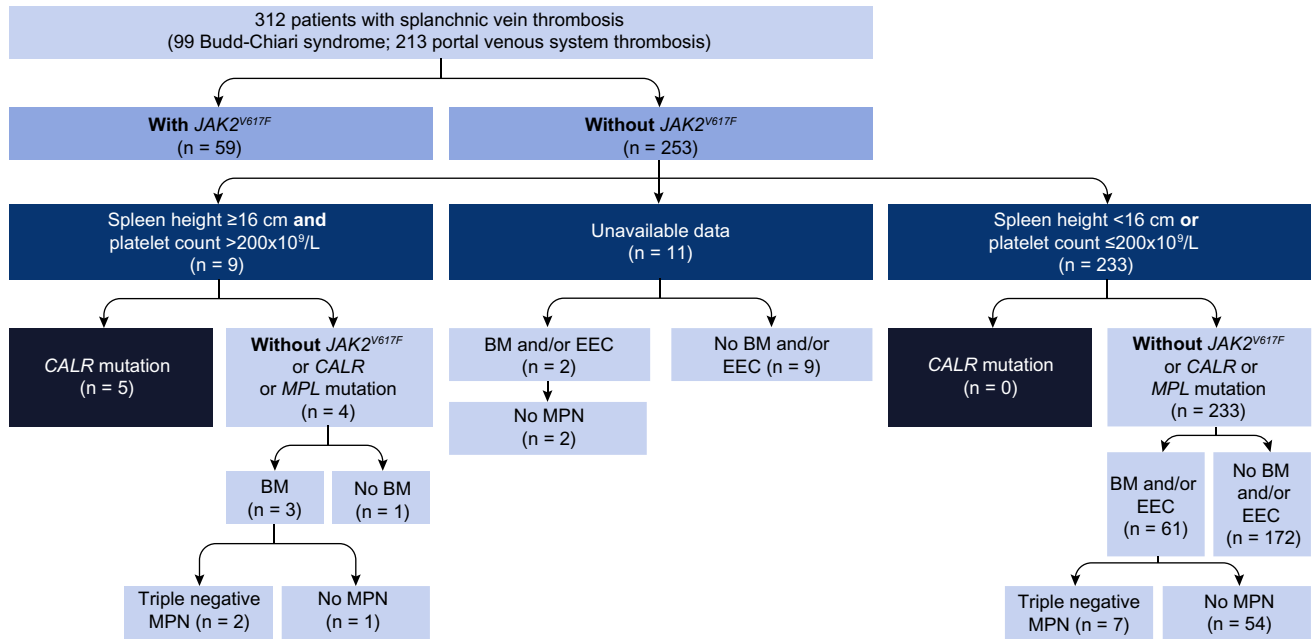 312 patients with splanchnic vein thrombosis
(99 Budd-Chiari syndrome; 213 portal venous system thrombosis)
With JAK2V617F
(n = 59)
Without JAK2V617F
(n = 253)
Spleen height ≥16 cm and
platelet count >200x10⁹/L
(n = 9)
Unavailable data
(n = 11)
Spleen height <16 cm or
platelet count ≤200x10⁹/L
(n = 233)
CALR mutation
(n = 5)
Without JAK2V617F
or CALR
or MPL mutation
(n = 4)
BM and/or EEC
(n = 2)
No BM and/or
EEC (n = 9)
CALR mutation
(n = 0)
Without JAK2V617F
or CALR or
MPL mutation
(n = 233)
No MPN
(n = 2)
BM
(n = 3)
No BM
(n = 1)
BM and/or
EEC
(n = 61)
No BM
and/or
EEC
(n = 172)
Triple negative
MPN (n = 2)
No MPN
(n = 1)
Triple negative
MPN (n = 7)
No MPN
(n = 54)